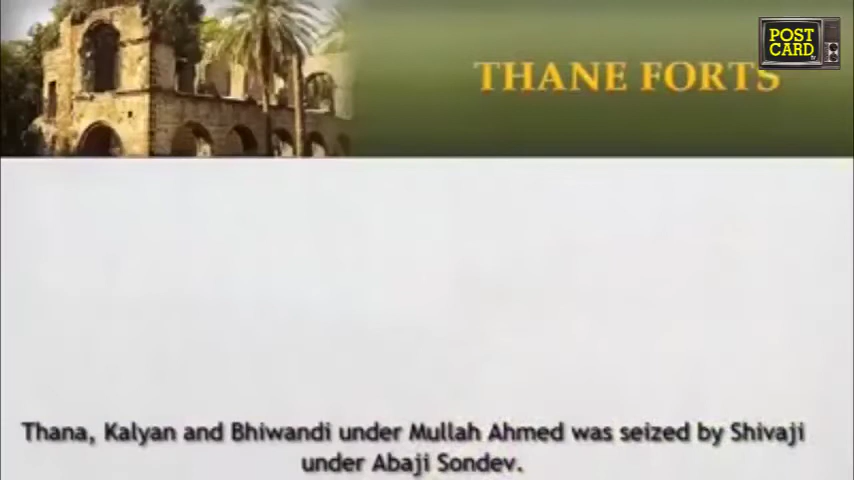 POST
CARD
THANE FORTS
Thana, Kalyan and Bhiwandi under Mullah Ahmed was seized by Shivaji
under Abaji Sondev.